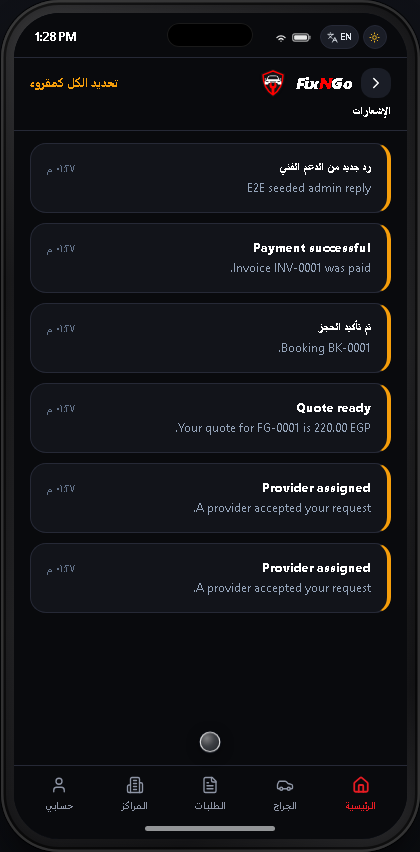 1:28 PM
EN
FixNGo
تحديد الكل كمقروء
الإشعارات
رد جديد من الدعم الفني
٠١:٢٧ م
E2E seeded admin reply
Payment successful
٠١:٢٧ م
Invoice INV-0001 was paid.
تم تأكيد الحجز
٠١:٢٧ م
Booking BK-0001.
Quote ready
٠١:٢٧ م
Your quote for FG-0001 is 220.00 EGP.
Provider assigned
٠١:٢٧ م
A provider accepted your request.
Provider assigned
٠١:٢٧ م
A provider accepted your request.
الرئيسية
الجراج
الطلبات
المراكز
حسابي